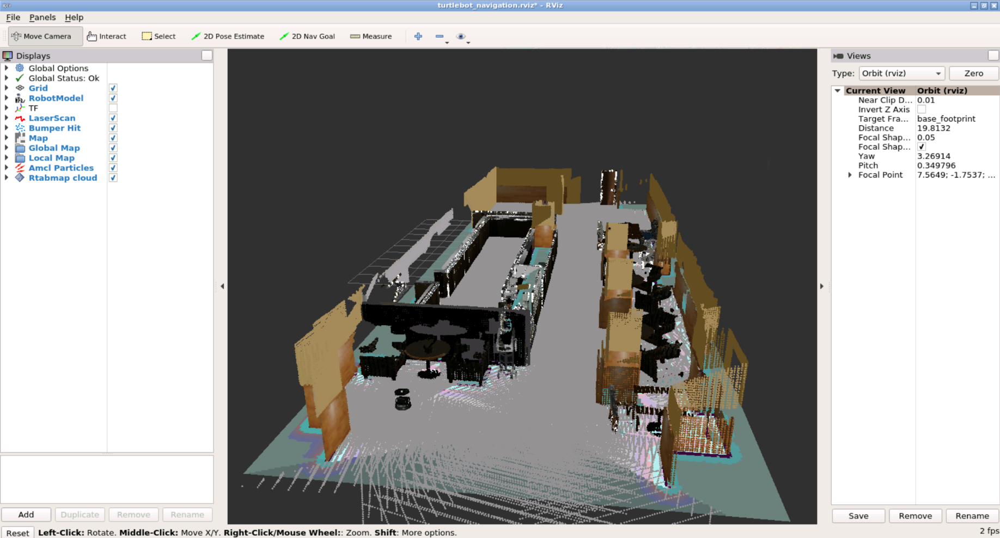 turtlebot_navigation.rviz* - RViz
File Panels Help
Move Camera Interact Select 2D Pose Estimate 2D Nav Goal Measure
Displays
Global Options
Global Status: Ok
Grid
RobotModel
TF
LaserScan
Bumper Hit
Map
Global Map
Local Map
Amcl Particles
Rtabmap cloud
Add Duplicate Remove Rename
Views
Type: Orbit (rviz) Zero
Current View Orbit (rviz)
Near Clip D... 0.01
Invert Z Axis
Target Fra... base_footprint
Distance 19.8132
Focal Shap... 0.05
Focal Shap...
Yaw 3.26914
Pitch 0.349796
Focal Point 7.5649; -1.7537; ...
Save Remove Rename
Reset Left-Click: Rotate. Middle-Click: Move X/Y. Right-Click/Mouse Wheel:: Zoom. Shift: More options. 2 fps